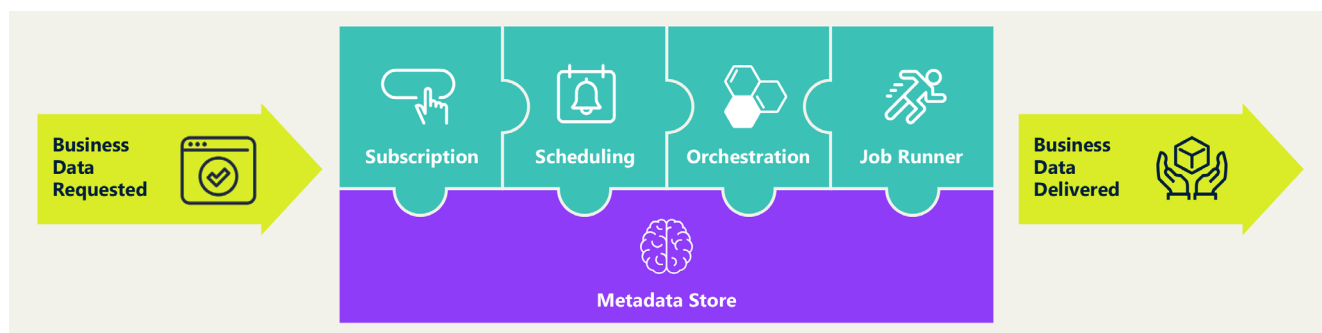 Business
Data
Requested
Subscription
Scheduling
Orchestration
Job Runner
Metadata Store
Business
Data
Delivered